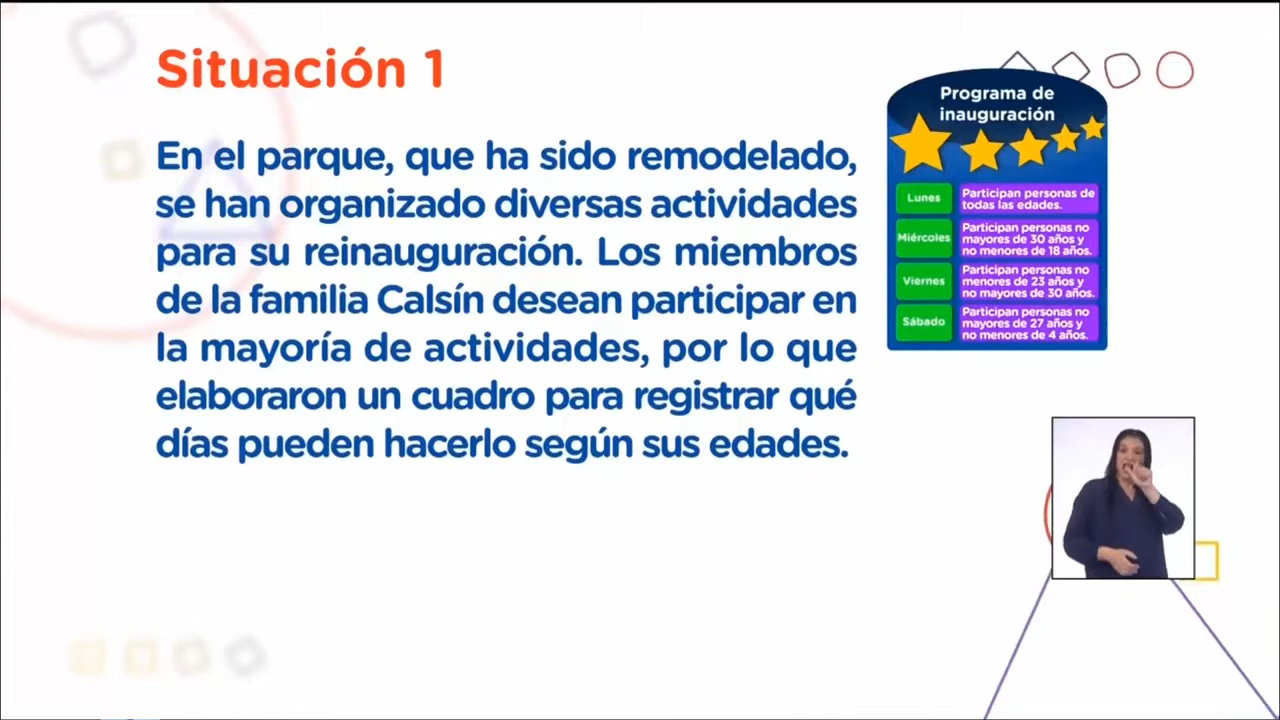 Situación 1
En el parque, que ha sido remodelado,
se han organizado diversas actividades
para su reinauguración. Los miembros
de la familia Calsín desean participar en
la mayoría de actividades, por lo que
elaboraron un cuadro para registrar qué
días pueden hacerlo según sus edades.
Programa de
inauguración
Lunes
Participan personas de
todas las edades.
Miércoles
Participan personas no
mayores de 30 años y
no menores de 18 años.
Viernes
Participan personas no
menores de 23 años y
no mayores de 30 años.
Sábado
Participan personas no
mayores de 27 años y
no menores de 4 años.